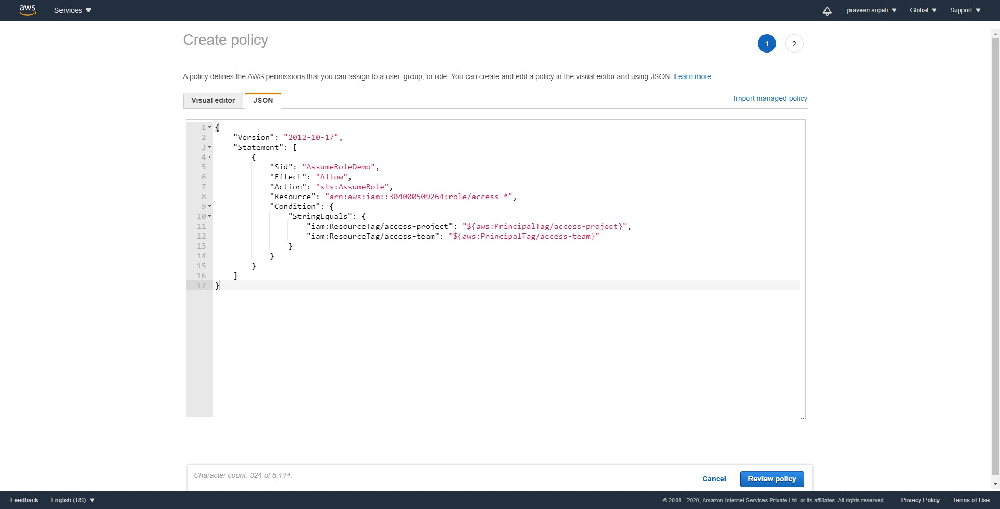 aws
Services
praveen sripati
Global
Support
Create policy
1
2
A policy defines the AWS permissions that you can assign to a user, group, or role. You can create and edit a policy in the visual editor and using JSON. Learn more
Visual editor
JSON
Import managed policy
1 {
2     "Version": "2012-10-17",
3     "Statement": [
4         {
5             "Sid": "AssumeRoleDemo",
6             "Effect": "Allow",
7             "Action": "sts:AssumeRole",
8             "Resource": "arn:aws:iam::304000509264:role/access-*",
9             "Condition": {
10                 "StringEquals": {
11                     "iam:ResourceTag/access-project": "${aws:PrincipalTag/access-project}",
12                     "iam:ResourceTag/access-team": "${aws:PrincipalTag/access-team}"
13                 }
14             }
15         }
16     ]
17 }
Character count: 324 of 6,144.
Cancel
Review policy
Feedback
English (US)
© 2008 - 2020, Amazon Internet Services Private Ltd. or its affiliates. All rights reserved.
Privacy Policy
Terms of Use